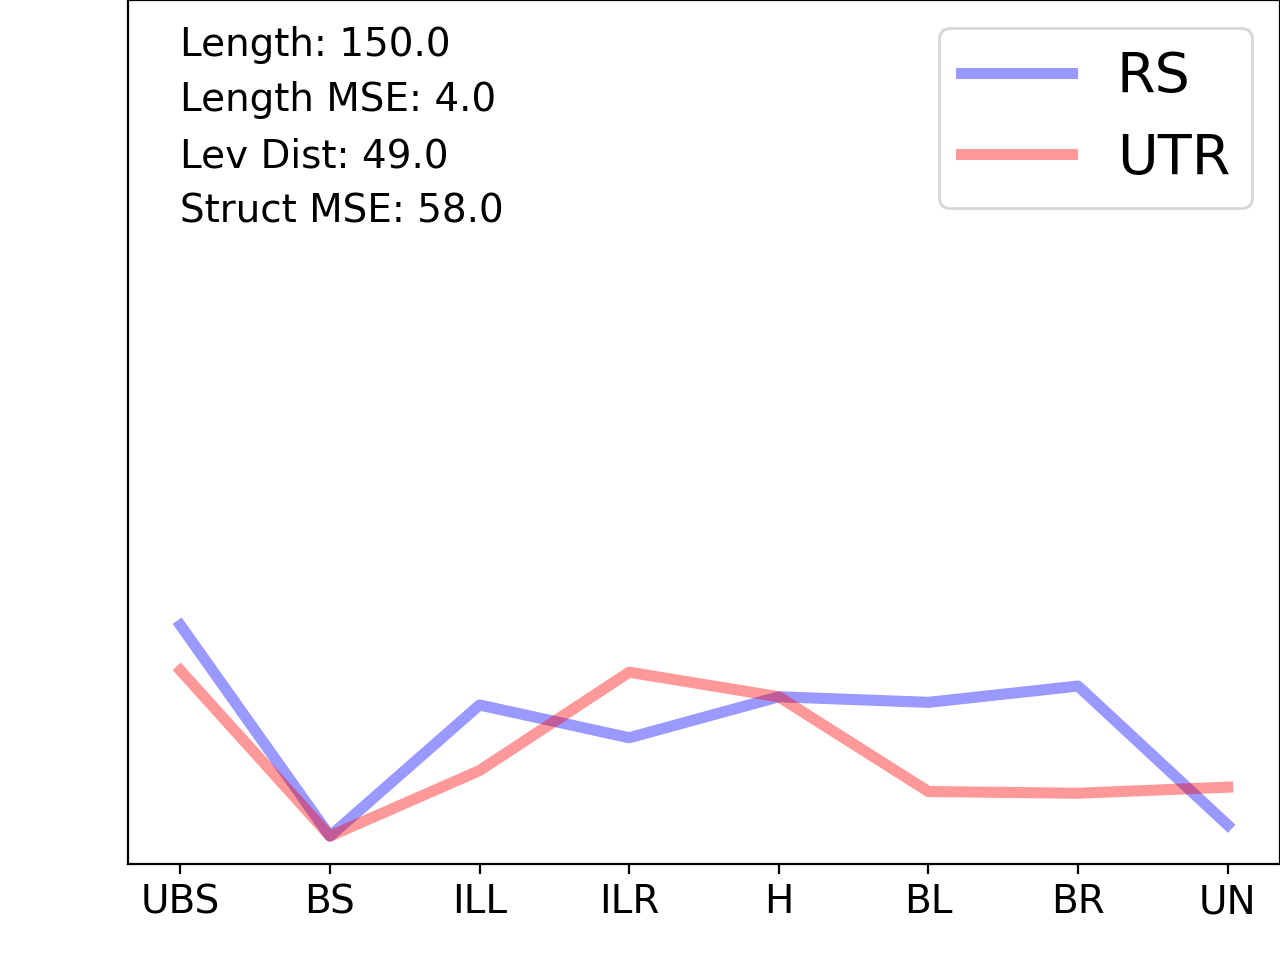 Length: 150.0
Length MSE: 4.0
Lev Dist: 49.0
Struct MSE: 58.0
RS
UTR
UBS BS ILL ILR H BL BR UN